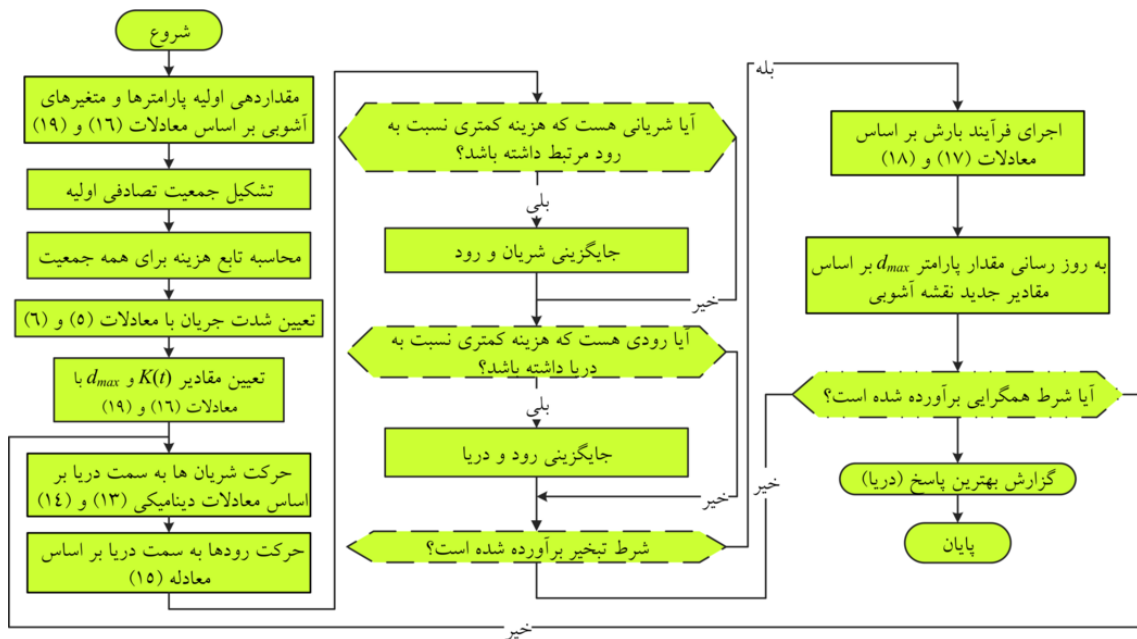 شروع
مقداردهی اولیه پارامترها و متغیرهای
آشوبی بر اساس معادلات (۱۶) و (۱۹)
تشکیل جمعیت تصادفی اولیه
محاسبه تابع هزینه برای همه جمعیت
تعیین شدت جریان با معادلات (۵) و (۶)
تعیین مقادیر K(t) و dmax با
معادلات (۱۶) و (۱۹)
حرکت شریان ها به سمت دریا بر
اساس معادلات دینامیکی (۱۳) و (۱۴)
حرکت رودها به سمت دریا بر اساس
معادله (۱۵)
آیا شریانی هست که هزینه کمتری نسبت به
رود مرتبط داشته باشد؟
بلی
جایگزینی شریان و رود
خیر
آیا رودی هست که هزینه کمتری نسبت به
دریا داشته باشد؟
بلی
جایگزینی رود و دریا
خیر
شرط تبخیر برآورده شده است؟
بله
خیر
اجرای فرآیند بارش بر اساس
معادلات (۱۷) و (۱۸)
به روز رسانی مقدار پارامتر dmax بر اساس
مقادیر جدید نقشه آشوبی
آیا شرط همگرایی برآورده شده است؟
گزارش بهترین پاسخ (دریا)
پایان
خیر